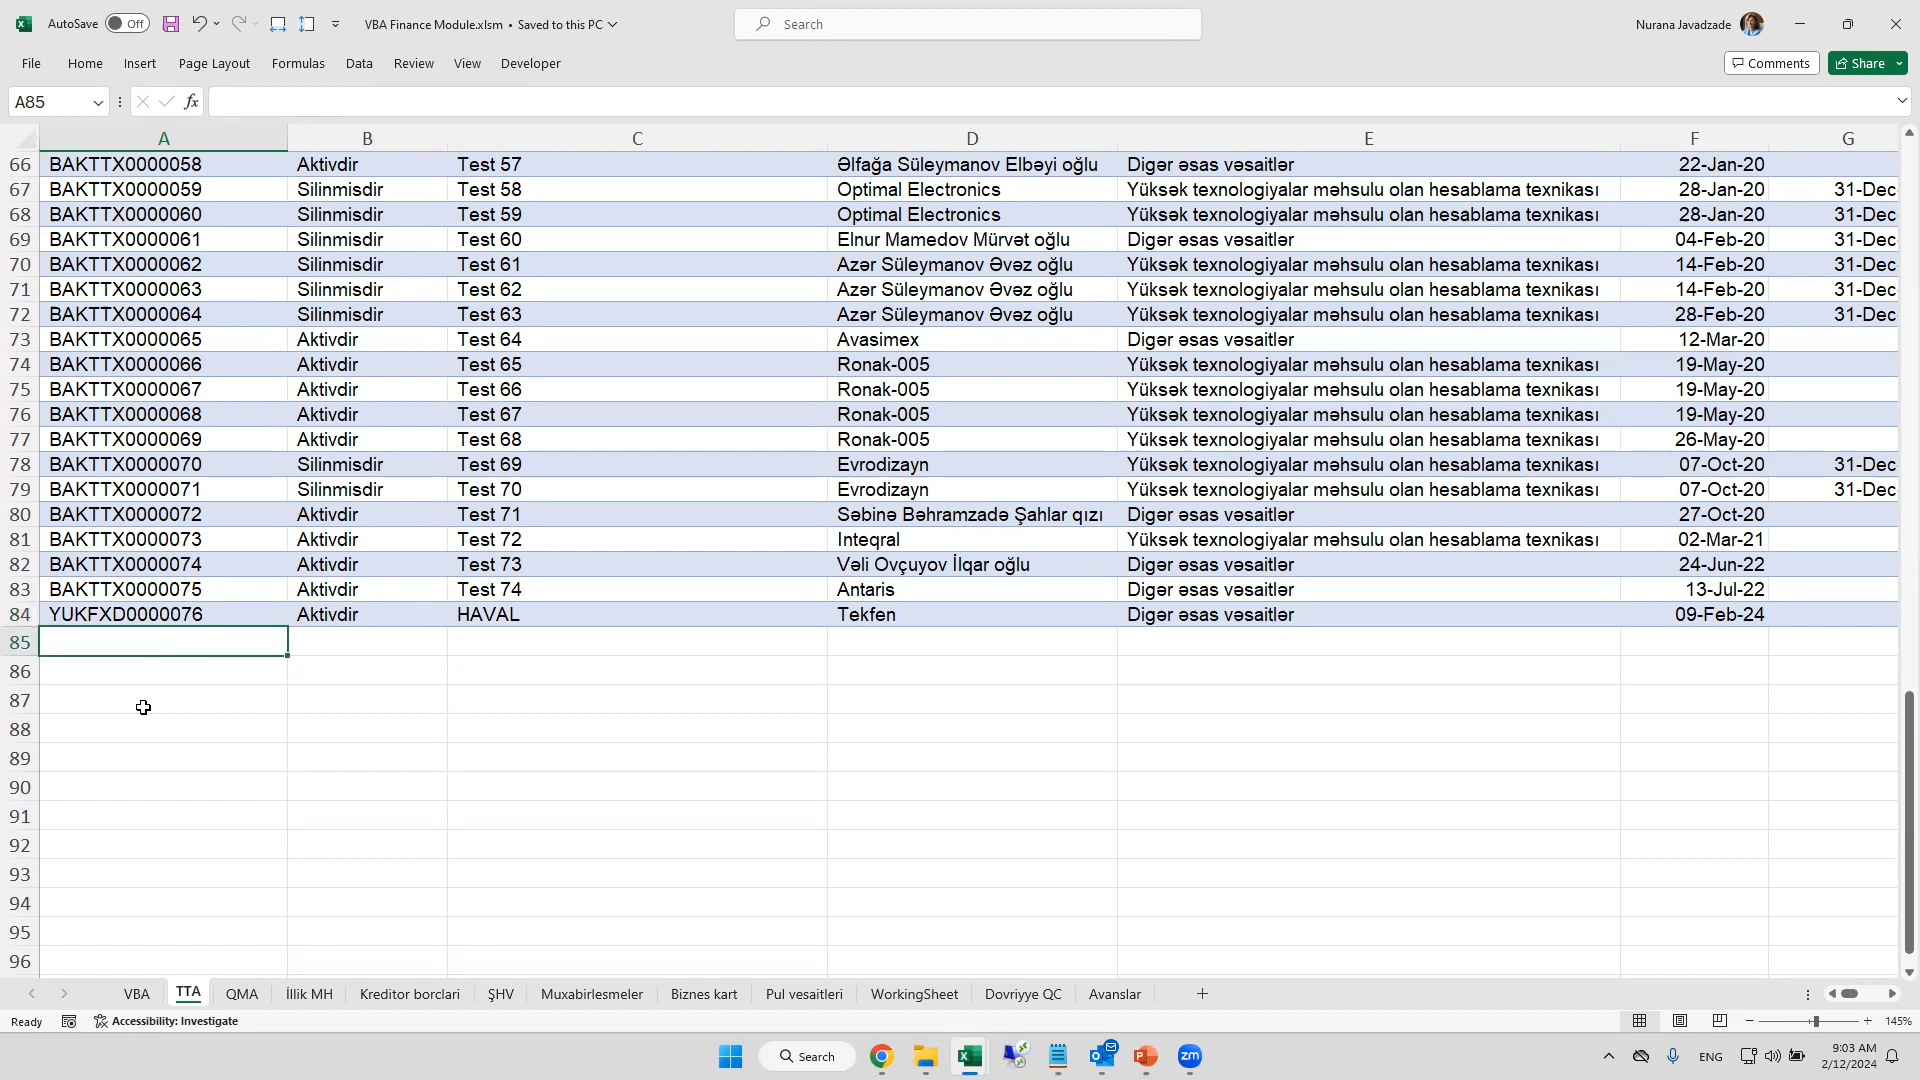 AutoSave Off VBA Finance Module.xlsm • Saved to this PC Search Nurana Javadzade
File Home Insert Page Layout Formulas Data Review View Developer Comments Share
A85 fx
A B C D E F G
66 BAKTTX0000058 Aktivdir Test 57 Əlfağa Süleymanov Elbəyi oğlu Digər əsas vəsaitlər 22-Jan-20
67 BAKTTX0000059 Silinmisdir Test 58 Optimal Electronics Yüksək texnologiyalar məhsulu olan hesablama texnikası 28-Jan-20 31-Dec
68 BAKTTX0000060 Silinmisdir Test 59 Optimal Electronics Yüksək texnologiyalar məhsulu olan hesablama texnikası 28-Jan-20 31-Dec
69 BAKTTX0000061 Silinmisdir Test 60 Elnur Mamedov Mürvət oğlu Digər əsas vəsaitlər 04-Feb-20 31-Dec
70 BAKTTX0000062 Silinmisdir Test 61 Azər Süleymanov Əvəz oğlu Yüksək texnologiyalar məhsulu olan hesablama texnikası 14-Feb-20 31-Dec
71 BAKTTX0000063 Silinmisdir Test 62 Azər Süleymanov Əvəz oğlu Yüksək texnologiyalar məhsulu olan hesablama texnikası 14-Feb-20 31-Dec
72 BAKTTX0000064 Silinmisdir Test 63 Azər Süleymanov Əvəz oğlu Yüksək texnologiyalar məhsulu olan hesablama texnikası 28-Feb-20 31-Dec
73 BAKTTX0000065 Aktivdir Test 64 Avasimex Digər əsas vəsaitlər 12-Mar-20
74 BAKTTX0000066 Aktivdir Test 65 Ronak-005 Yüksək texnologiyalar məhsulu olan hesablama texnikası 19-May-20
75 BAKTTX0000067 Aktivdir Test 66 Ronak-005 Yüksək texnologiyalar məhsulu olan hesablama texnikası 19-May-20
76 BAKTTX0000068 Aktivdir Test 67 Ronak-005 Yüksək texnologiyalar məhsulu olan hesablama texnikası 19-May-20
77 BAKTTX0000069 Aktivdir Test 68 Ronak-005 Yüksək texnologiyalar məhsulu olan hesablama texnikası 26-May-20
78 BAKTTX0000070 Silinmisdir Test 69 Evrodizayn Yüksək texnologiyalar məhsulu olan hesablama texnikası 07-Oct-20 31-Dec
79 BAKTTX0000071 Silinmisdir Test 70 Evrodizayn Yüksək texnologiyalar məhsulu olan hesablama texnikası 07-Oct-20 31-Dec
80 BAKTTX0000072 Aktivdir Test 71 Səbinə Bəhramzadə Şahlar qızı Digər əsas vəsaitlər 27-Oct-20
81 BAKTTX0000073 Aktivdir Test 72 Inteqral Yüksək texnologiyalar məhsulu olan hesablama texnikası 02-Mar-21
82 BAKTTX0000074 Aktivdir Test 73 Vəli Ovçuyov İlqar oğlu Digər əsas vəsaitlər 24-Jun-22
83 BAKTTX0000075 Aktivdir Test 74 Antaris Digər əsas vəsaitlər 13-Jul-22
84 YUKFXD0000076 Aktivdir HAVAL Tekfen Digər əsas vəsaitlər 09-Feb-24
85
86
87
88
89
90
91
92
93
94
95
96
VBA TTA QMA İllik MH Kreditor borclari ŞHV Muxabirlesmeler Biznes kart Pul vesaitleri WorkingSheet Dovriyye QC Avanslar
Ready Accessibility: Investigate 145%
Search zm ENG 9:03 AM
2/12/2024